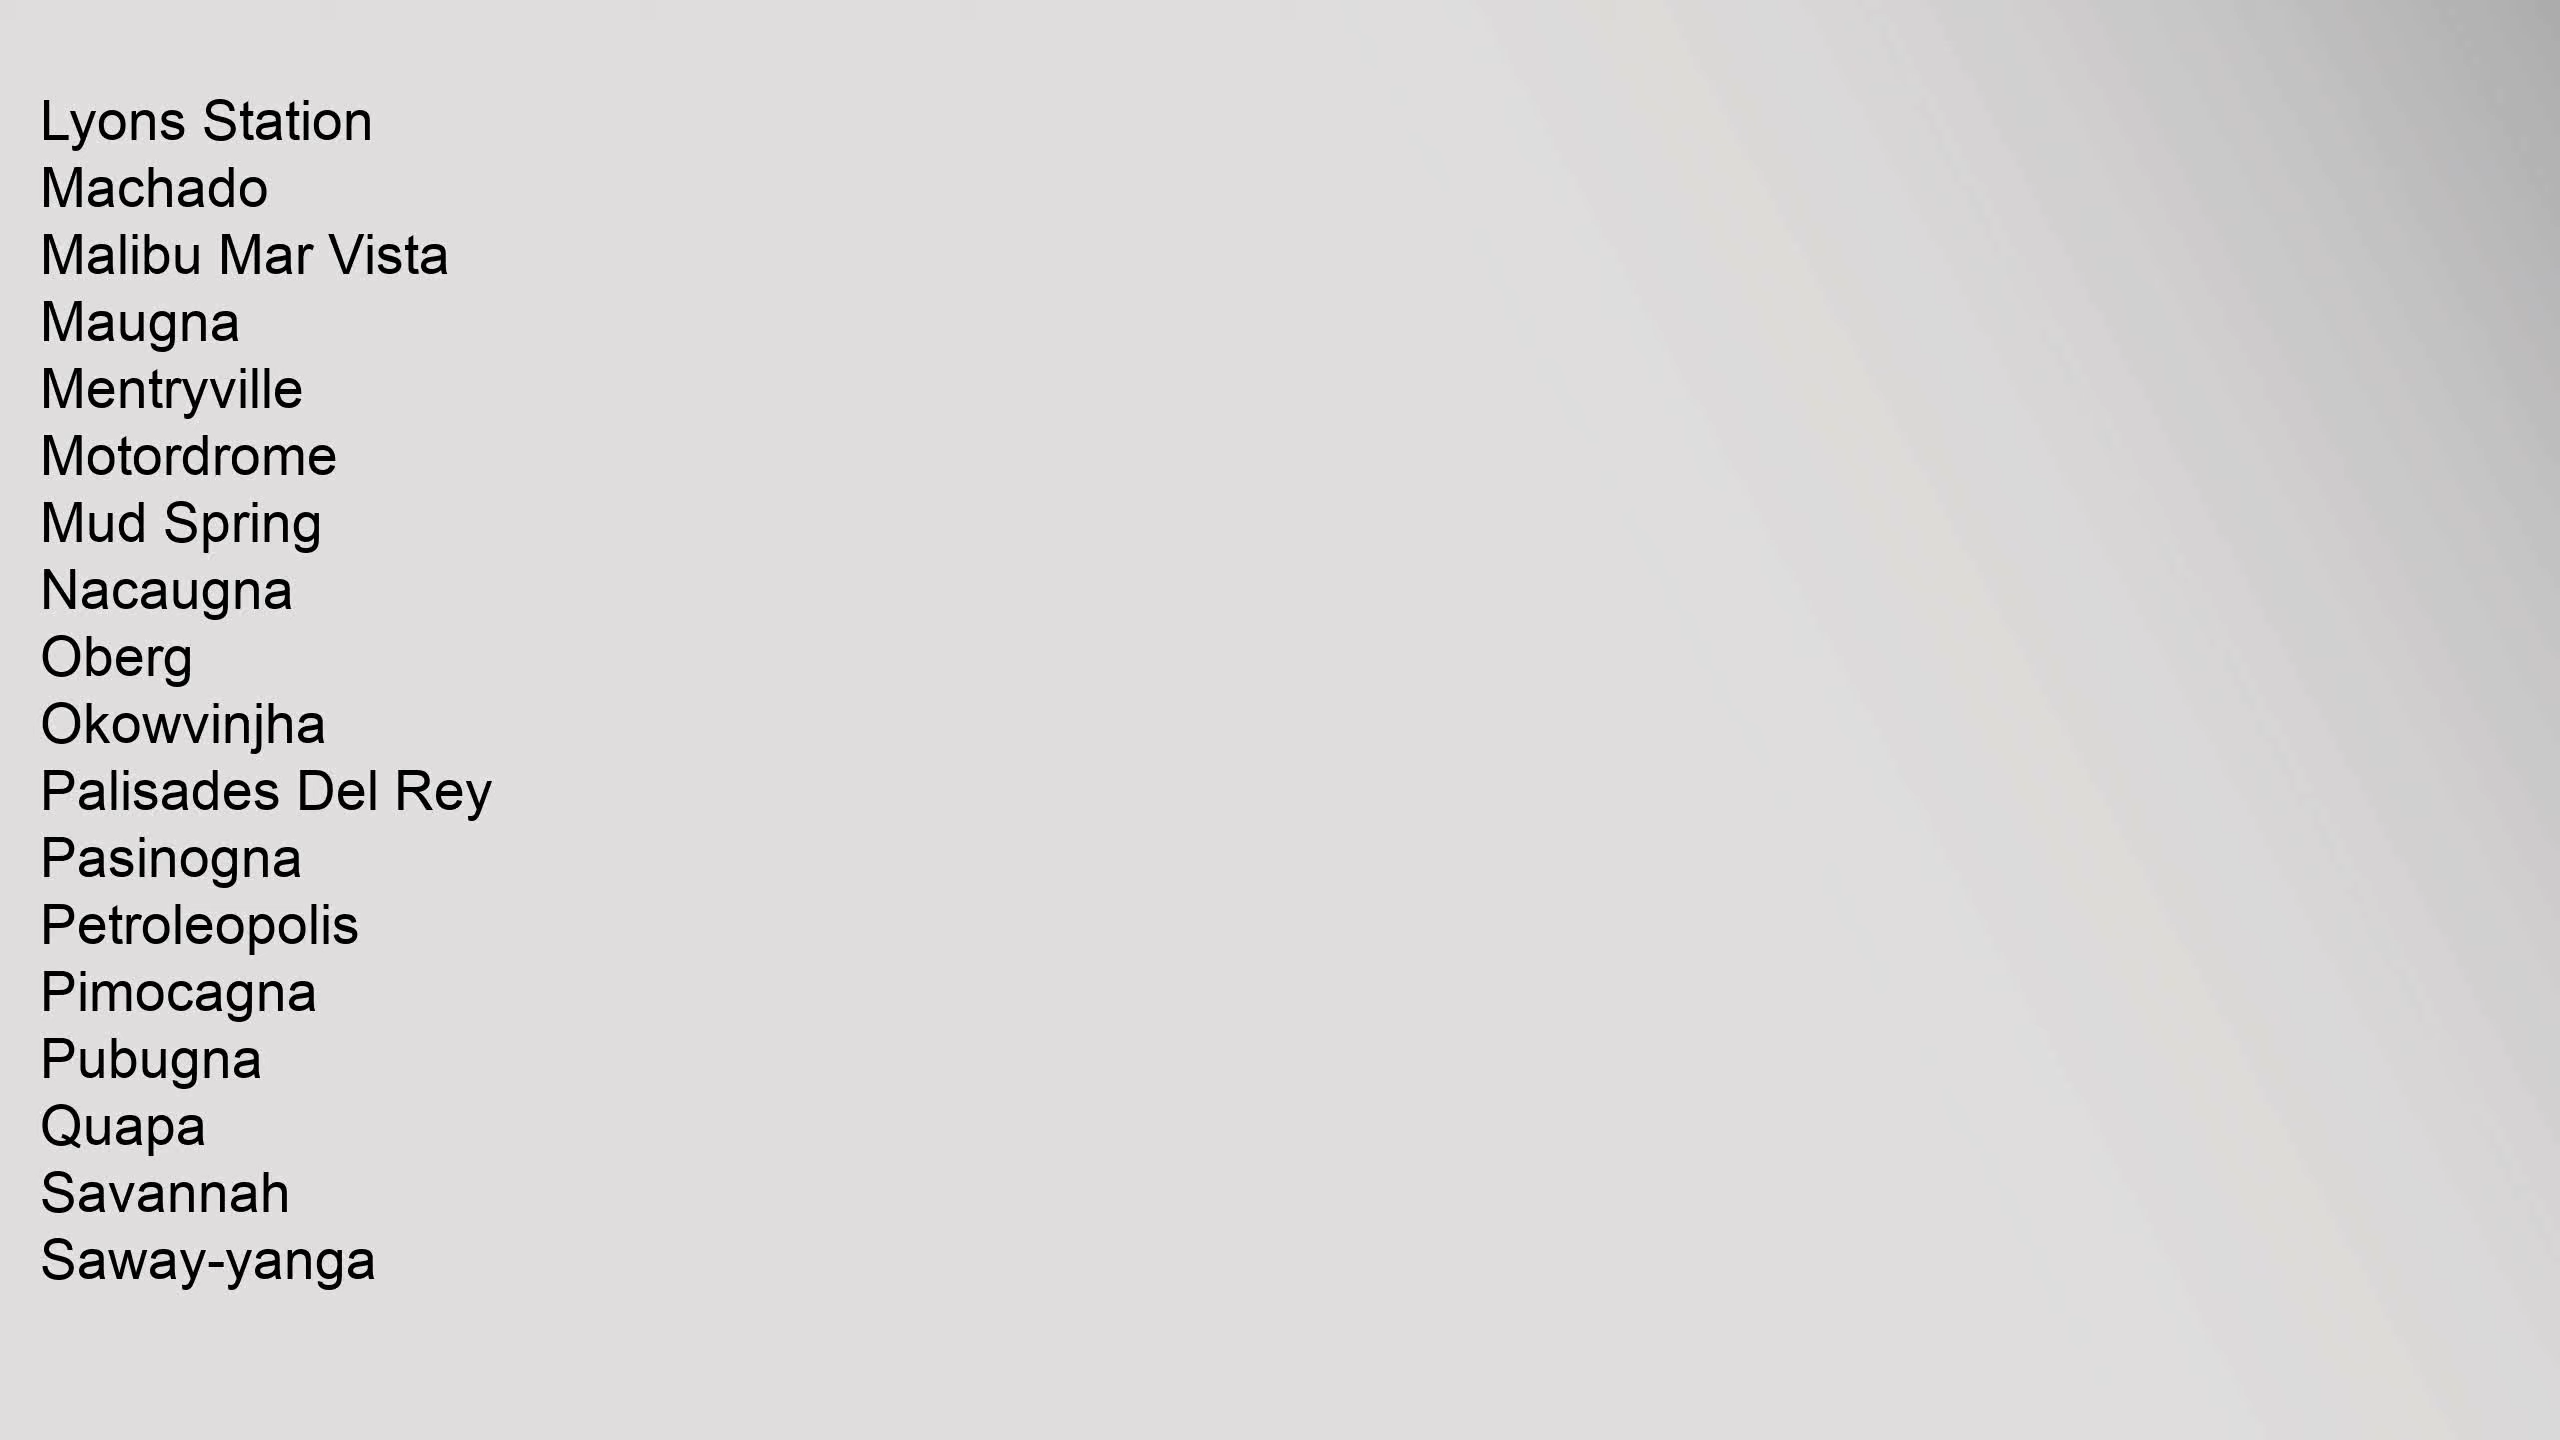 Lyons Station
Machado
Malibu Mar Vista
Maugna
Mentryville
Motordrome
Mud Spring
Nacaugna
Oberg
Okowvinjha
Palisades Del Rey
Pasinogna
Petroleopolis
Pimocagna
Pubugna
Quapa
Savannah
Saway-yanga